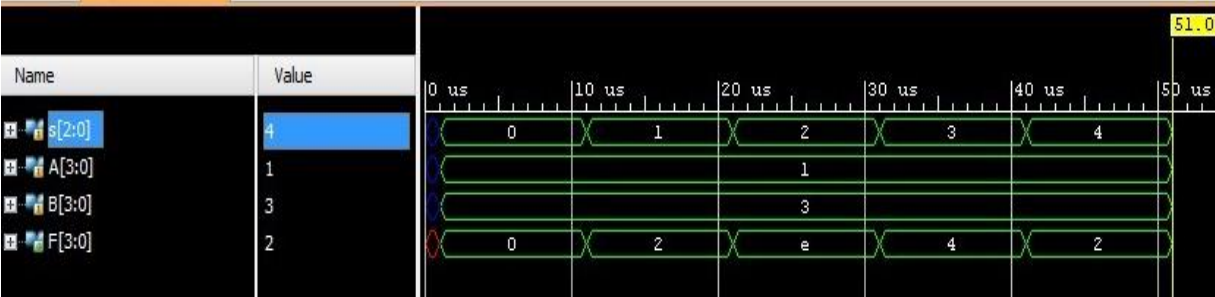 51.0
Name Value
0 us 10 us 20 us 30 us 40 us 50 us
s[2:0] 4 0 1 2 3 4
A[3:0] 1 1
B[3:0] 3 3
F[3:0] 2 0 2 e 4 2